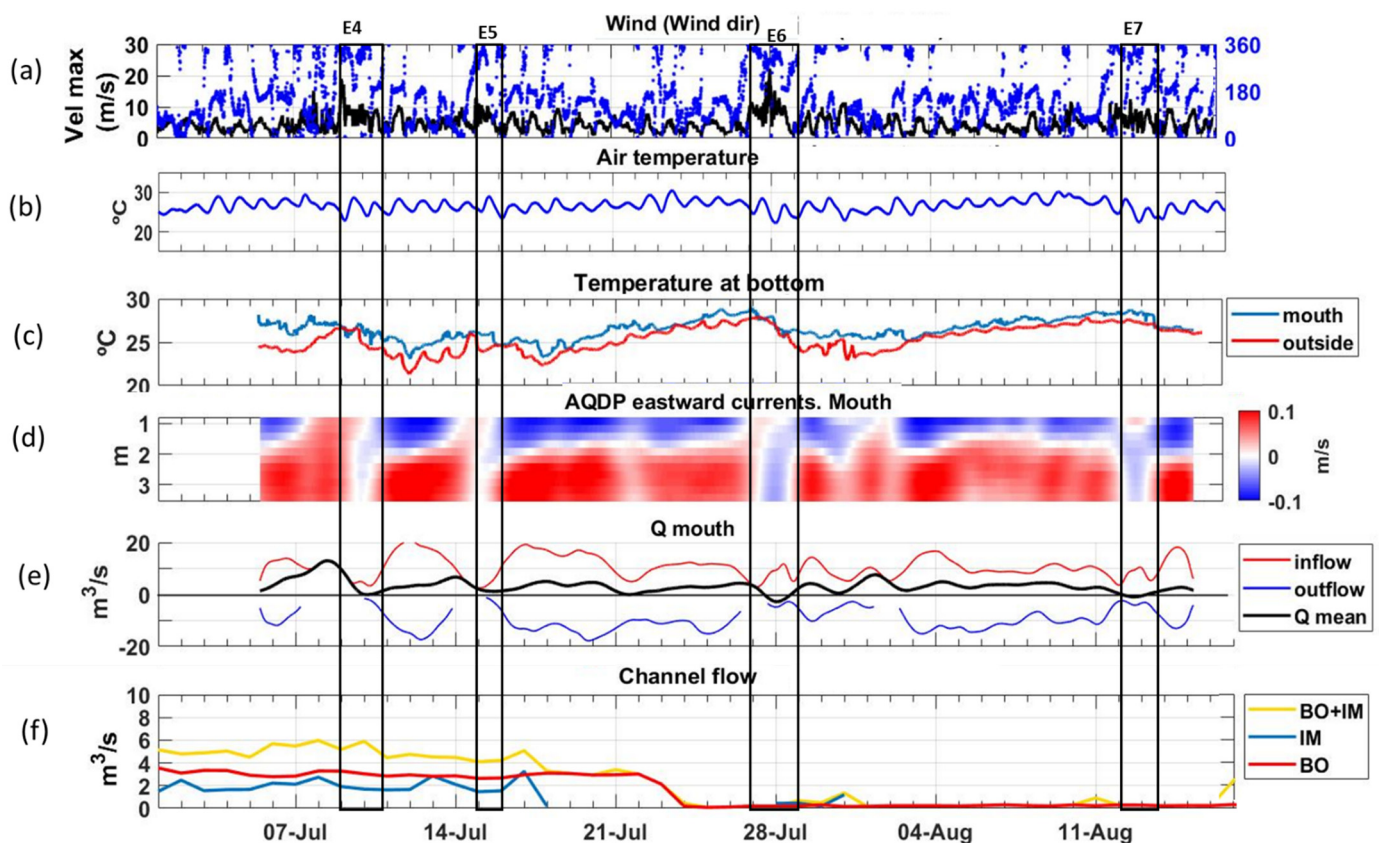 Wind (Wind dir)
E4
E5
E6
E7
(a)
Vel max
(m/s)
30
20
10
0
360
180
0
Air temperature
(b)
ºC
30
20
Temperature at bottom
(c)
ºC
30
25
20
mouth
outside
AQDP eastward currents. Mouth
(d)
m
1
2
3
0.1
0
-0.1
m/s
Q mouth
(e)
m³/s
20
0
-20
inflow
outflow
Q mean
Channel flow
(f)
m³/s
10
8
6
4
2
0
BO+IM
IM
BO
07-Jul 14-Jul 21-Jul 28-Jul 04-Aug 11-Aug